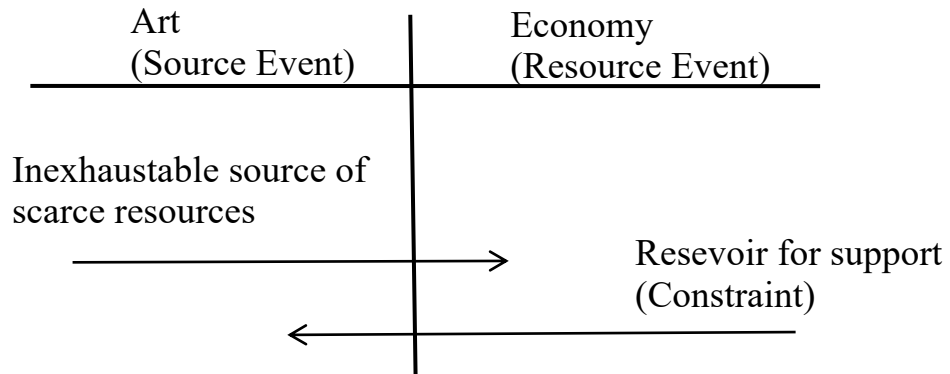 Art
(Source Event)
Economy
(Resource Event)
Inexhaustable source of
scarce resources
Resevoir for support
(Constraint)